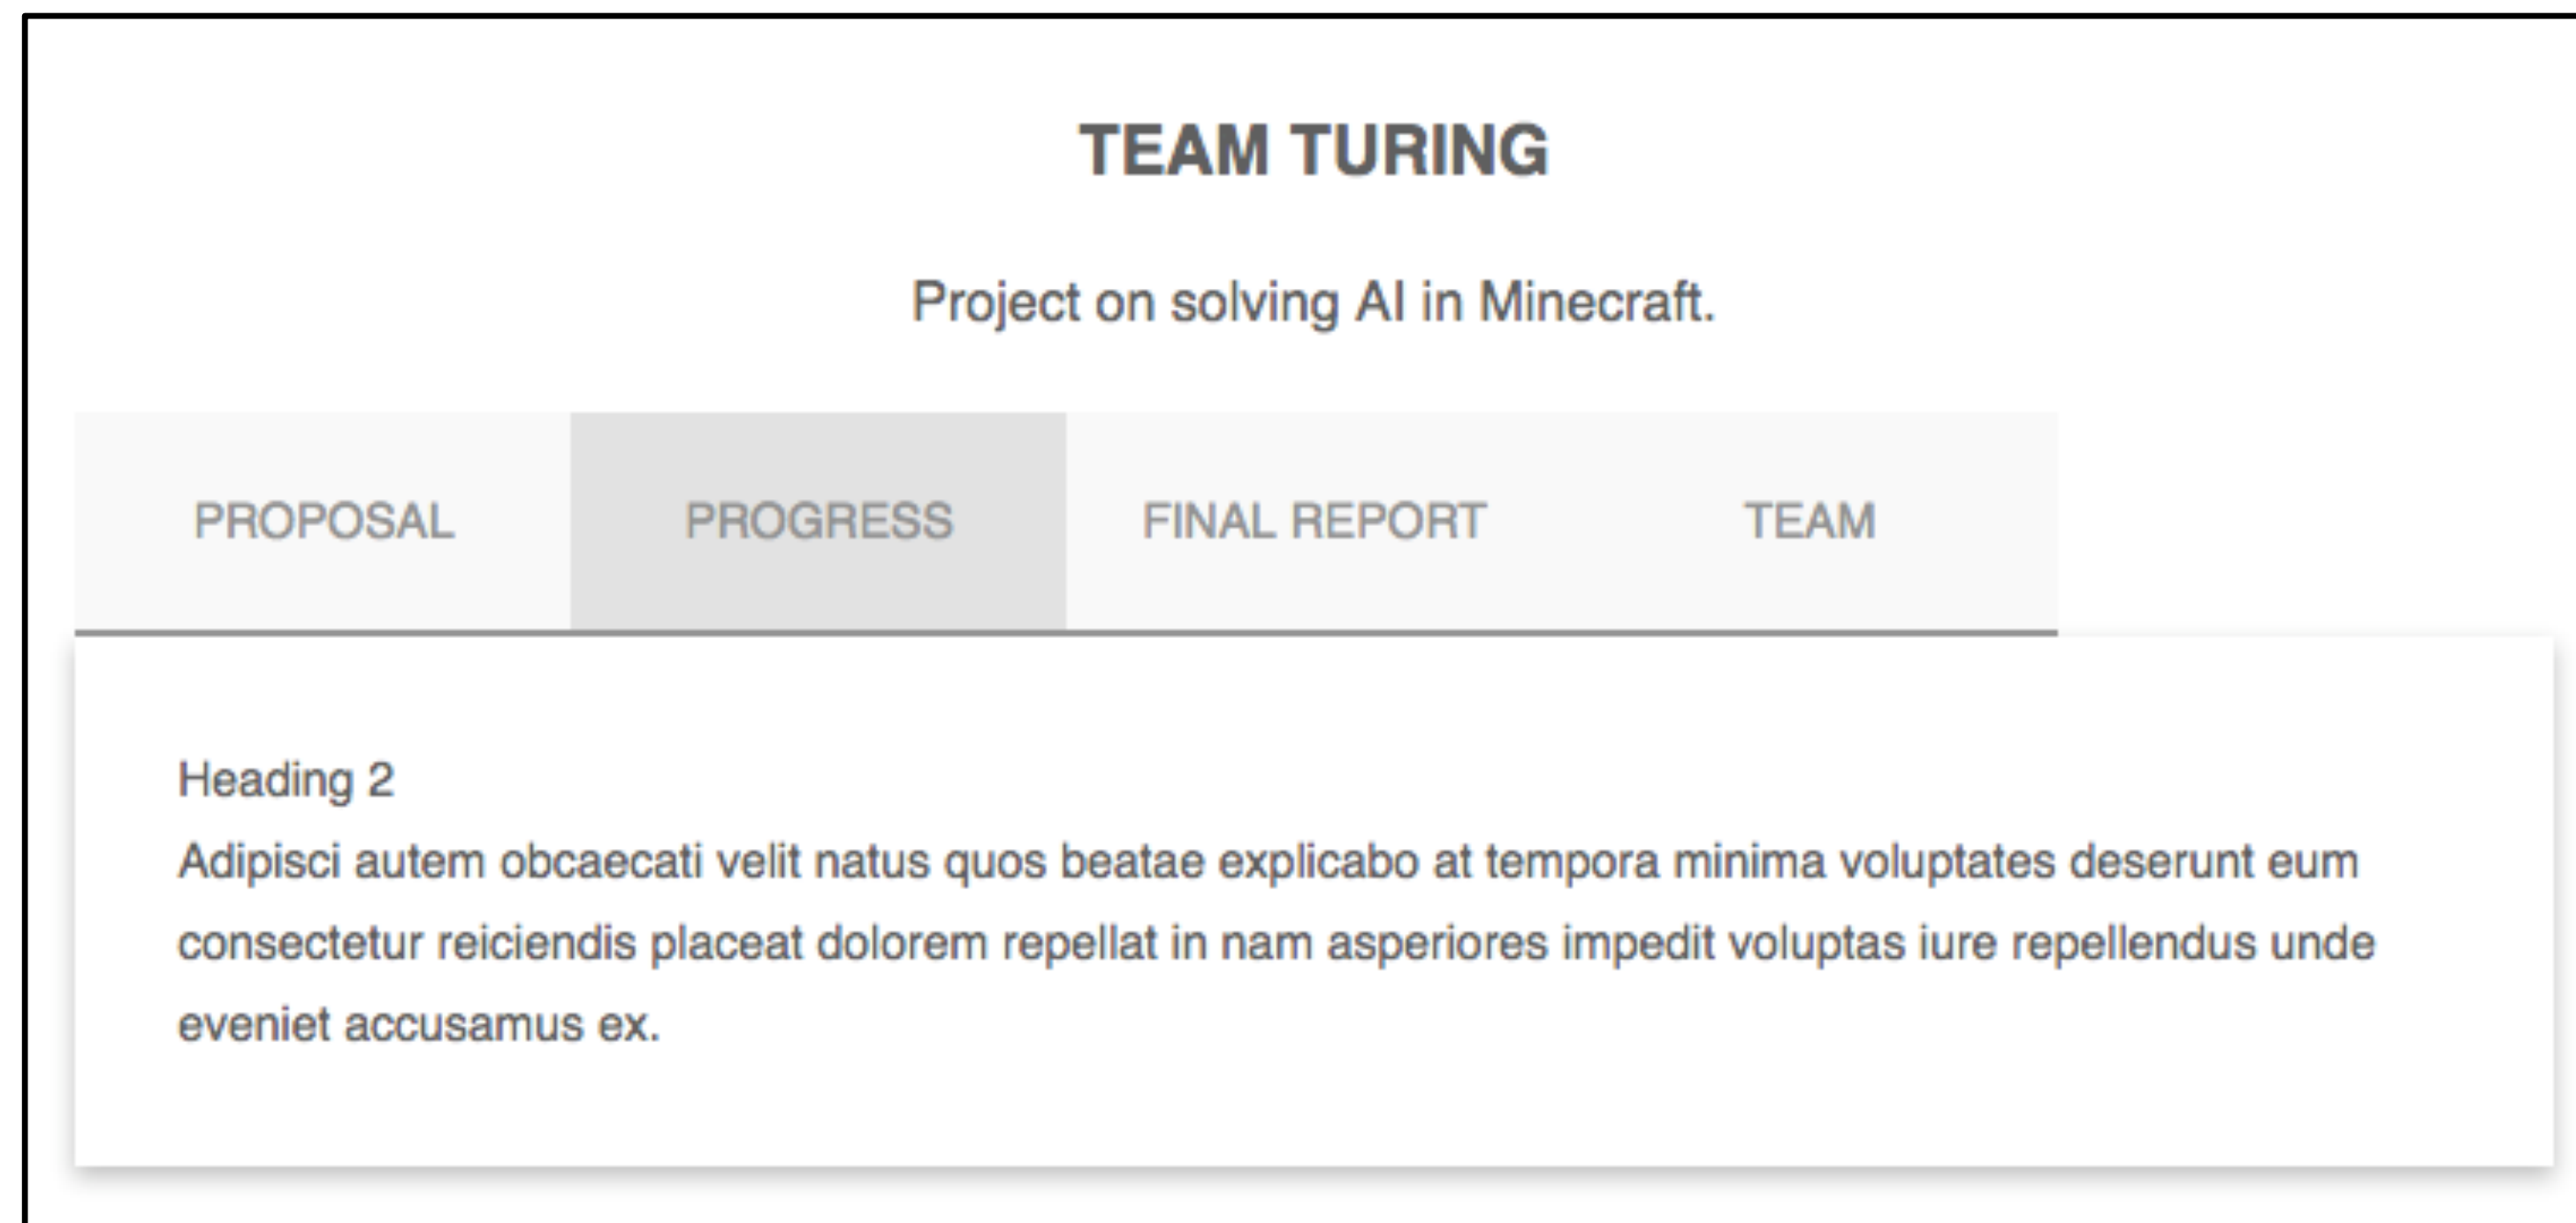 TEAM TURING
Project on solving AI in Minecraft.
PROPOSAL PROGRESS FINAL REPORT TEAM
Heading 2
Adipisci autem obcaecati velit natus quos beatae explicabo at tempora minima voluptates deserunt eum
consectetur reiciendis placeat dolorem repellat in nam asperiores impedit voluptas iure repellendus unde
eveniet accusamus ex.